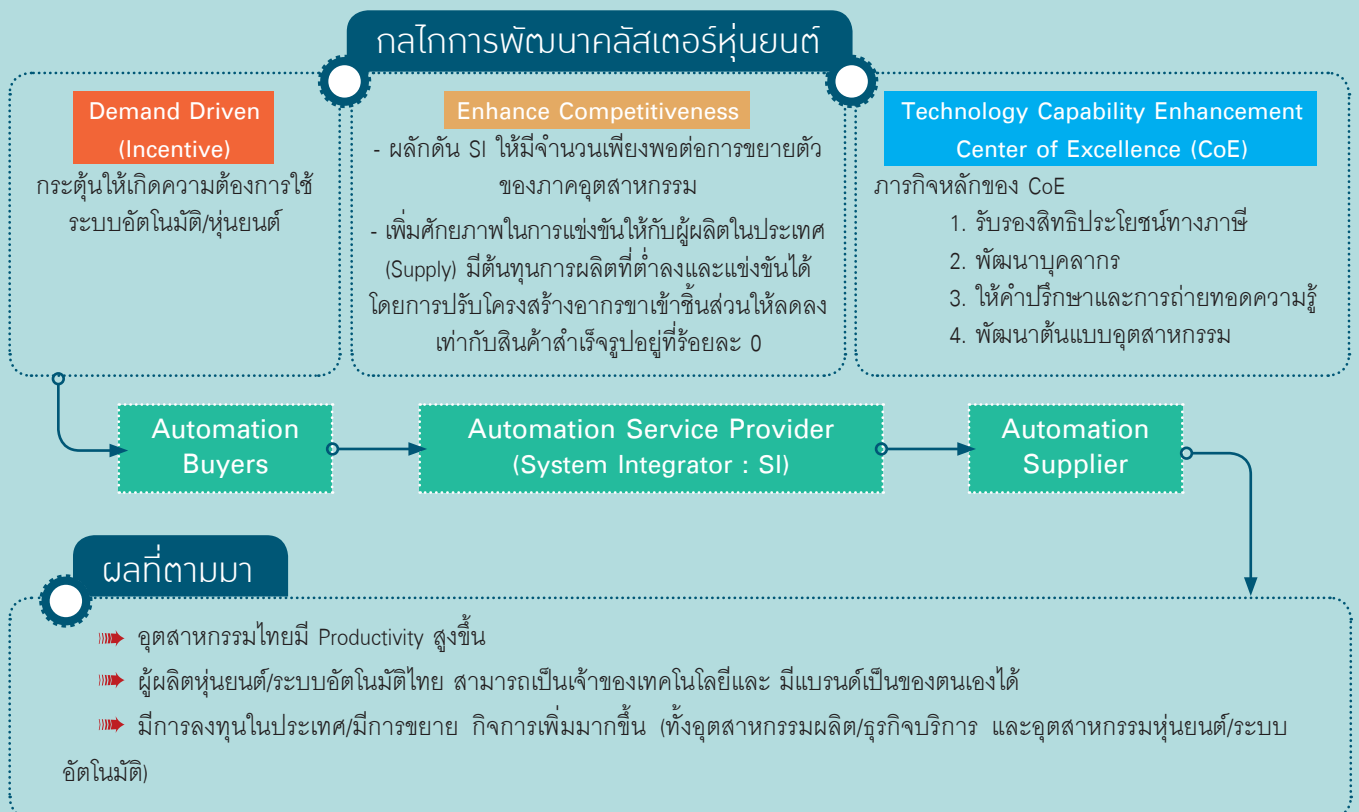 กลไกการพัฒนาคลัสเตอร์หุ่นยนต์
Demand Driven
(Incentive)
กระตุ้นให้เกิดความต้องการใช้
ระบบอัตโนมัติ/หุ่นยนต์
Enhance Competitiveness
- ผลักดัน SI ให้มีจำนวนเพียงพอต่อการขยายตัว
ของภาคอุตสาหกรรม
- เพิ่มศักยภาพในการแข่งขันให้กับผู้ผลิตในประเทศ
(Supply) มีต้นทุนการผลิตที่ต่ำลงและแข่งขันได้
โดยการปรับโครงสร้างอากรขาเข้าชิ้นส่วนให้ลดลง
เท่ากับสินค้าสำเร็จรูปอยู่ที่ร้อยละ 0
Technology Capability Enhancement
Center of Excellence (CoE)
ภารกิจหลักของ CoE
1. รับรองสิทธิประโยชน์ทางภาษี
2. พัฒนาบุคลากร
3. ให้คำปรึกษาและการถ่ายทอดความรู้
4. พัฒนาต้นแบบอุตสาหกรรม
Automation
Buyers
Automation Service Provider
(System Integrator : SI)
Automation
Supplier
ผลที่ตามมา
อุตสาหกรรมไทยมี Productivity สูงขึ้น
ผู้ผลิตหุ่นยนต์/ระบบอัตโนมัติไทย สามารถเป็นเจ้าของเทคโนโลยีและ มีแบรนด์เป็นของตนเองได้
มีการลงทุนในประเทศ/มีการขยาย กิจการเพิ่มมากขึ้น (ทั้งอุตสาหกรรมผลิต/ธุรกิจบริการ และอุตสาหกรรมหุ่นยนต์/ระบบ
อัตโนมัติ)